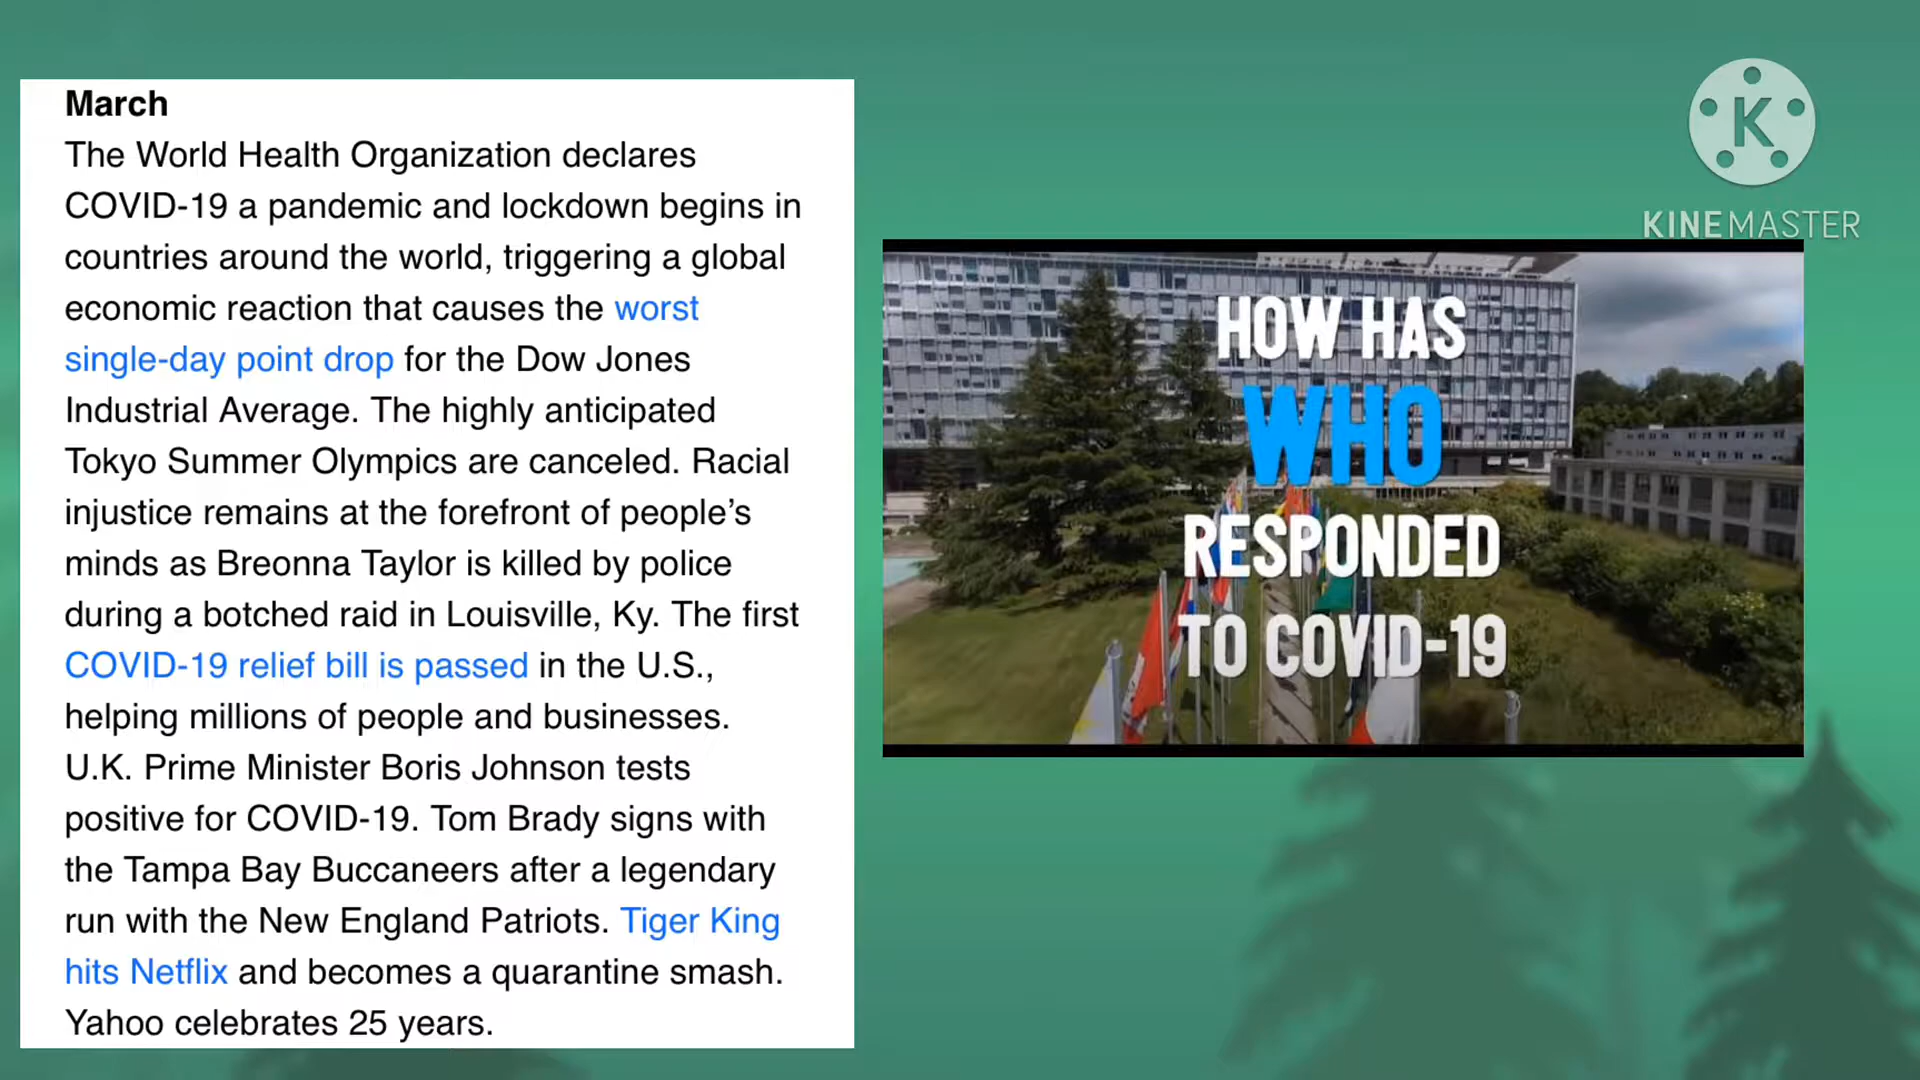 March
The World Health Organization declares
COVID-19 a pandemic and lockdown begins in
countries around the world, triggering a global
economic reaction that causes the worst
single-day point drop for the Dow Jones
Industrial Average. The highly anticipated
Tokyo Summer Olympics are canceled. Racial
injustice remains at the forefront of people’s
minds as Breonna Taylor is killed by police
during a botched raid in Louisville, Ky. The first
COVID-19 relief bill is passed in the U.S.,
helping millions of people and businesses.
U.K. Prime Minister Boris Johnson tests
positive for COVID-19. Tom Brady signs with
the Tampa Bay Buccaneers after a legendary
run with the New England Patriots. Tiger King
hits Netflix and becomes a quarantine smash.
Yahoo celebrates 25 years.
K
KINEMASTER
HOW HAS
WHO
RESPONDED
TO COVID-19